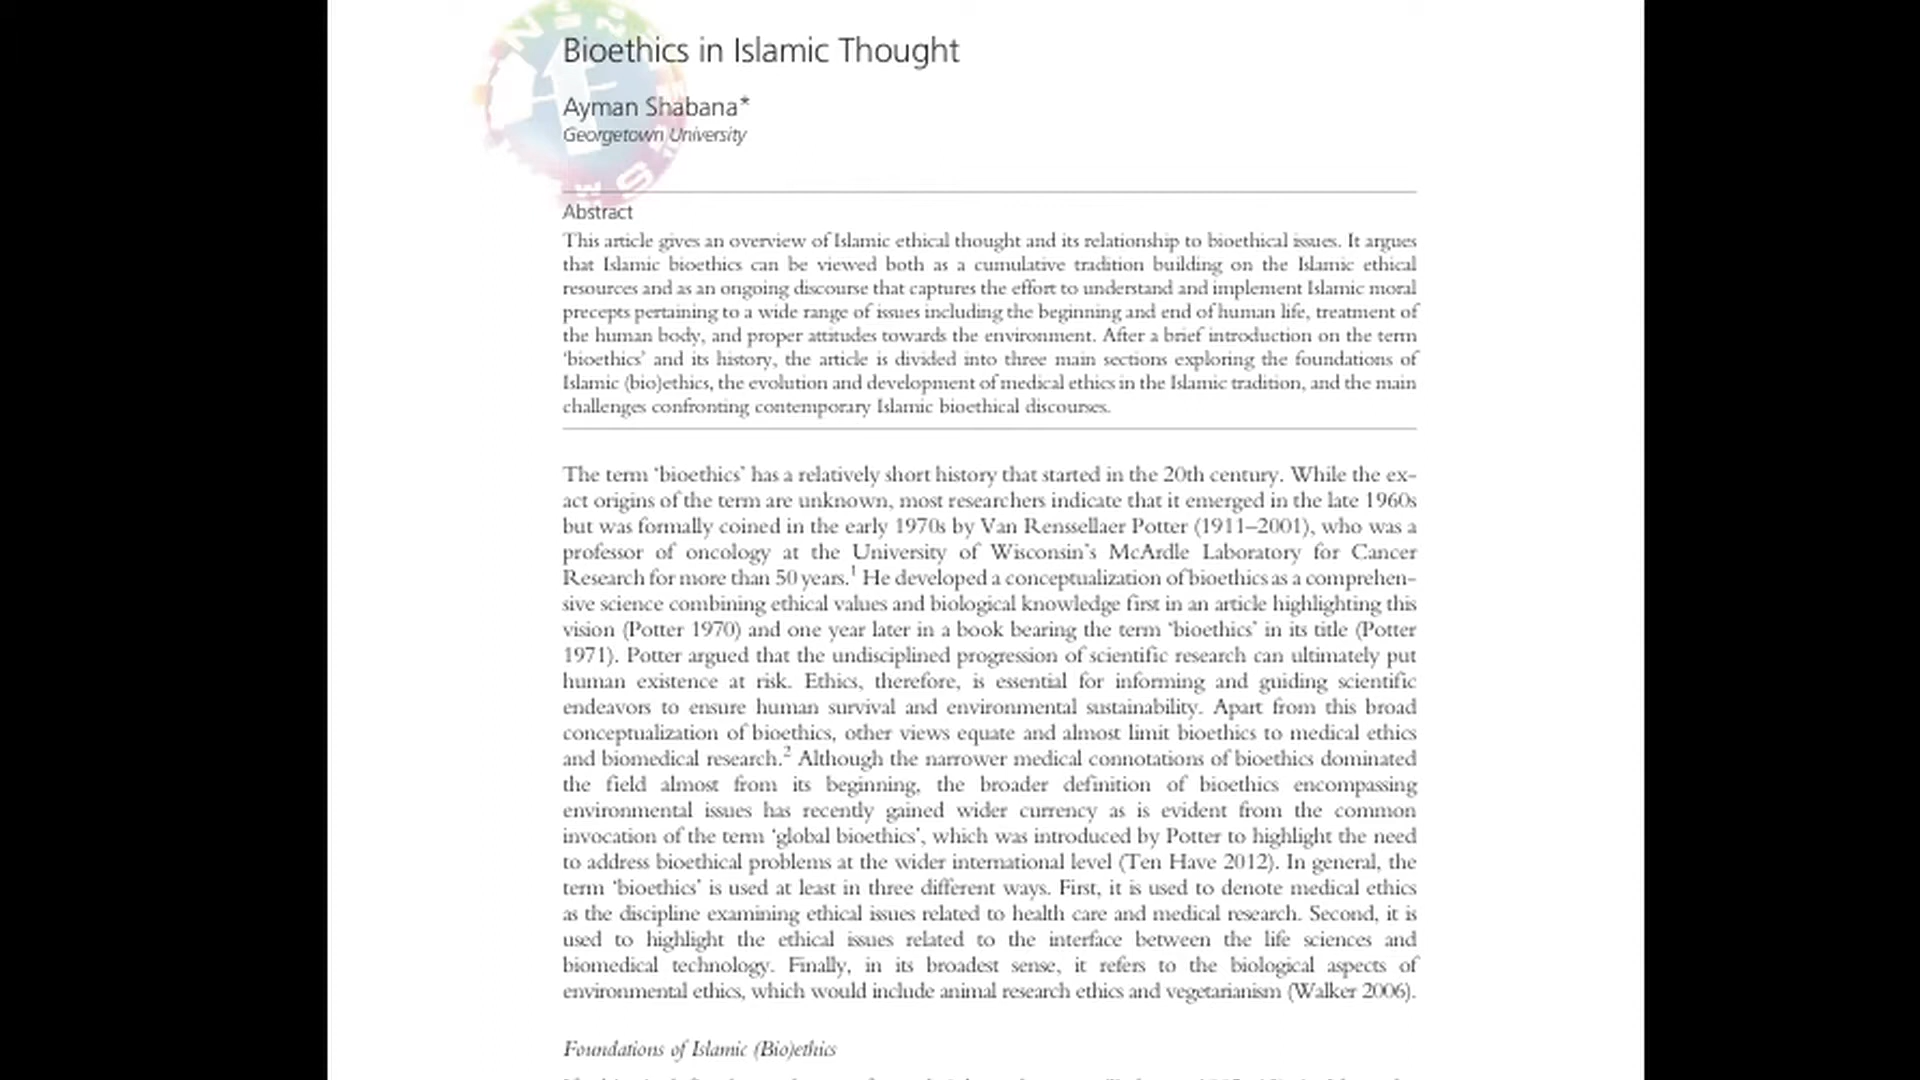 Bioethics in Islamic Thought
Ayman Shabana*
Georgetown University
Abstract
This article gives an overview of Islamic ethical thought and its relationship to bioethical issues. It argues
that Islamic bioethics can be viewed both as a cumulative tradition building on the Islamic ethical
resources and as an ongoing discourse that captures the effort to understand and implement Islamic moral
precepts pertaining to a wide range of issues including the beginning and end of human life, treatment of
the human body, and proper attitudes towards the environment. After a brief introduction on the term
‘bioethics’ and its history, the article is divided into three main sections exploring the foundations of
Islamic (bio)ethics, the evolution and development of medical ethics in the Islamic tradition, and the main
challenges confronting contemporary Islamic bioethical discourses.
The term ‘bioethics’ has a relatively short history that started in the 20th century. While the ex-
act origins of the term are unknown, most researchers indicate that it emerged in the late 1960s
but was formally coined in the early 1970s by Van Renssellaer Potter (1911–2001), who was a
professor of oncology at the University of Wisconsin’s McArdle Laboratory for Cancer
Research for more than 50 years.1 He developed a conceptualization of bioethics as a comprehen-
sive science combining ethical values and biological knowledge first in an article highlighting this
vision (Potter 1970) and one year later in a book bearing the term ‘bioethics’ in its title (Potter
1971). Potter argued that the undisciplined progression of scientific research can ultimately put
human existence at risk. Ethics, therefore, is essential for informing and guiding scientific
endeavors to ensure human survival and environmental sustainability. Apart from this broad
conceptualization of bioethics, other views equate and almost limit bioethics to medical ethics
and biomedical research.2 Although the narrower medical connotations of bioethics dominated
the field almost from its beginning, the broader definition of bioethics encompassing
environmental issues has recently gained wider currency as is evident from the common
invocation of the term ‘global bioethics’, which was introduced by Potter to highlight the need
to address bioethical problems at the wider international level (Ten Have 2012). In general, the
term ‘bioethics’ is used at least in three different ways. First, it is used to denote medical ethics
as the discipline examining ethical issues related to health care and medical research. Second, it is
used to highlight the ethical issues related to the interface between the life sciences and
biomedical technology. Finally, in its broadest sense, it refers to the biological aspects of
environmental ethics, which would include animal research ethics and vegetarianism (Walker 2006).
Foundations of Islamic (Bio)ethics